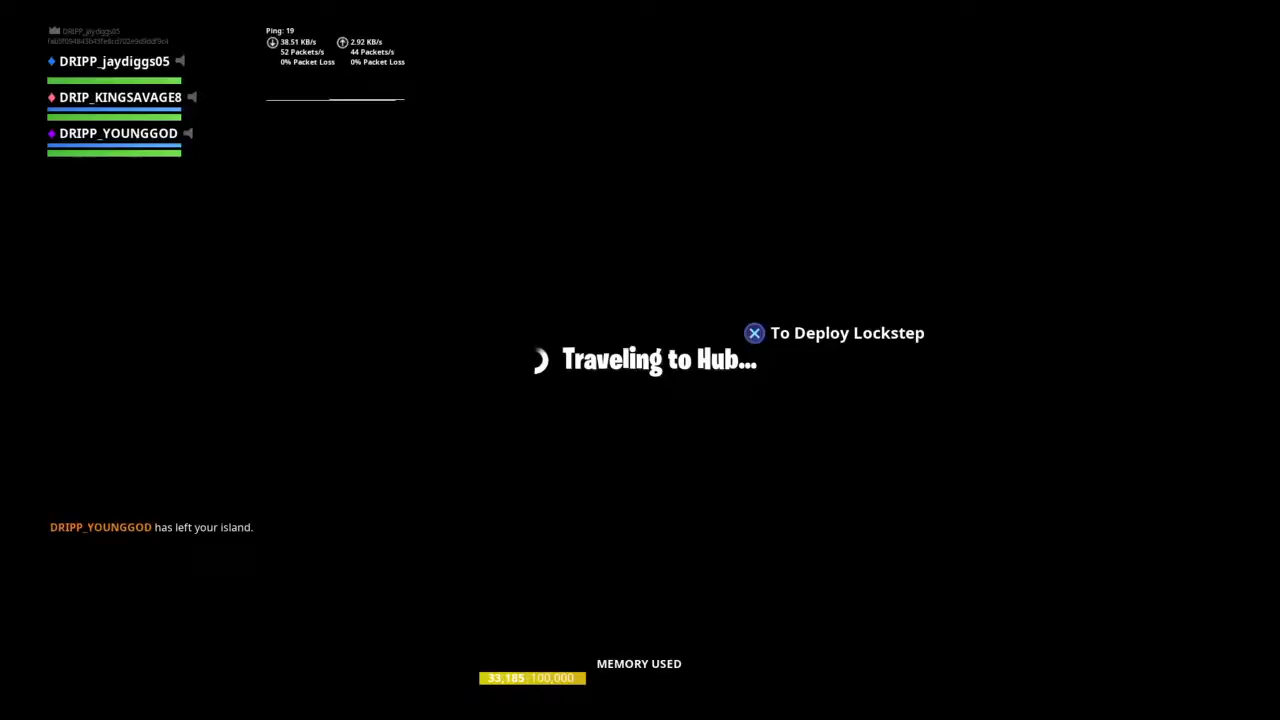 DRIPP_jaydiggs05
DRIPP_jaydiggs05
DRIP_KINGSAVAGE8
DRIPP_YOUNGGOD
Ping: 19
38.51 KB/s 2.92 KB/s
52 Packets/s 44 Packets/s
0% Packet Loss 0% Packet Loss
To Deploy Lockstep
Traveling to Hub...
DRIPP_YOUNGGOD has left your island.
MEMORY USED
33,185 100,000